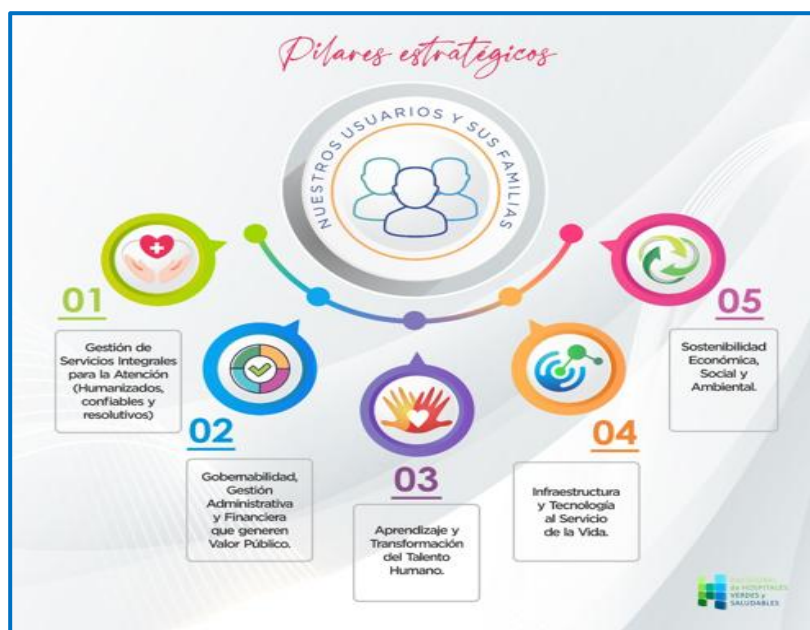 Pilares estratégicos
NUESTROS USUARIOS Y SUS FAMILIAS
01
Gestión de
Servicios Integrales
para la Atención
(Humanizados,
confiables y
resolutivos)
02
Gobernabilidad,
Gestión
Administrativa
y Financiera
que generen
Valor Público.
03
Aprendizaje y
Transformación
del Talento
Humano.
04
Infraestructura
y Tecnología
al Servicio
de la Vida.
05
Sostenibilidad
Económica,
Social y
Ambiental.
de HOSPITALES
VERDES y
SALUDABLES